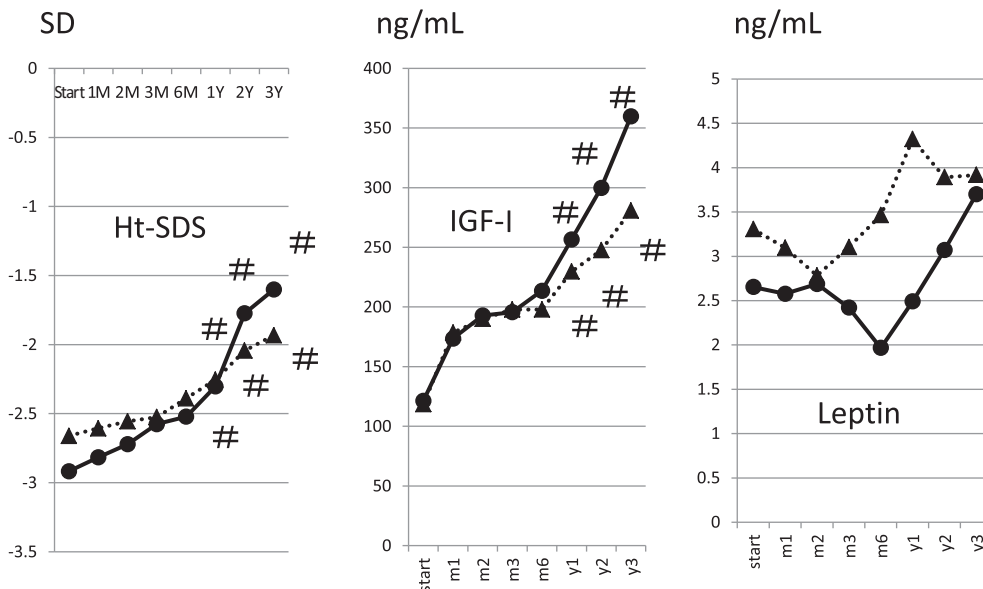 SD
0
Start 1M 2M 3M 6M 1Y 2Y 3Y
-0.5
-1
Ht-SDS
#
#
-1.5
#
-2
#
#
-2.5
#
-3
-3.5
ng/mL
400
#
350
#
300
#
IGF-I
250
#
#
200
#
150
100
50
0
start
m1
m2
m3
m6
y1
y2
y3
ng/mL
5
4.5
4
3.5
3
2.5
2
1.5
Leptin
1
0.5
0
start
m1
m2
m3
m6
y1
y2
y3